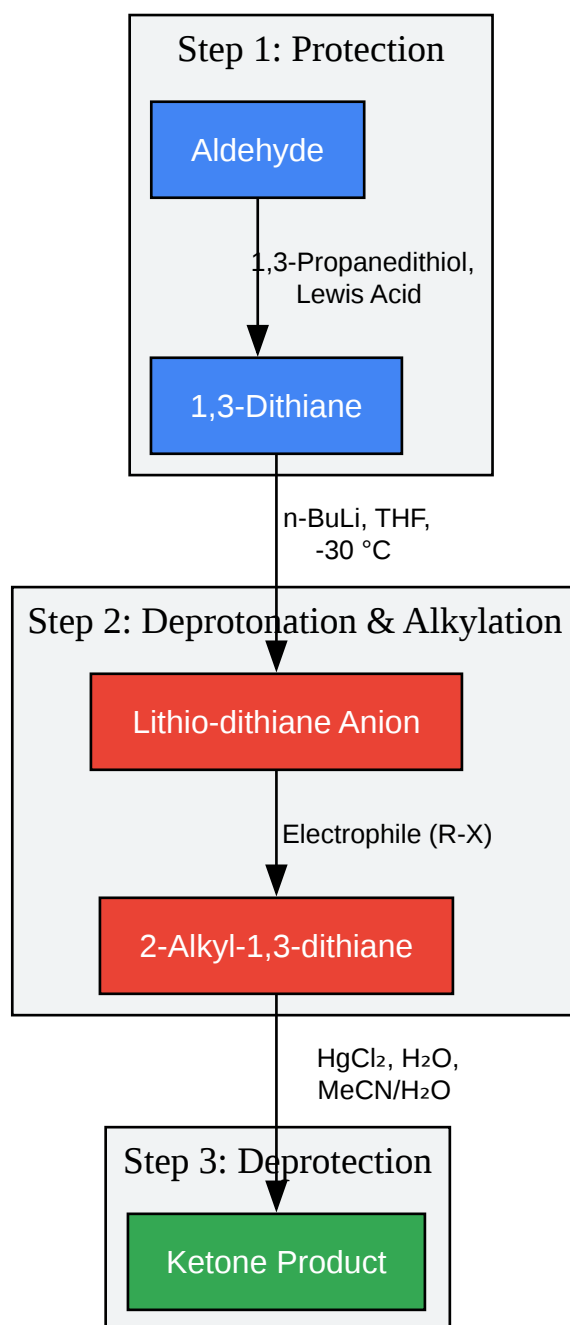 Step 1: Protection
Aldehyde
1,3-Propanedithiol,
Lewis Acid
1,3-Dithiane
n-BuLi, THF,
-30 °C
Step 2: Deprotonation & Alkylation
Lithio-dithiane Anion
Electrophile (R-X)
2-Alkyl-1,3-dithiane
HgCl₂, H₂O,
MeCN/H₂O
Step 3: Deprotection
Ketone Product